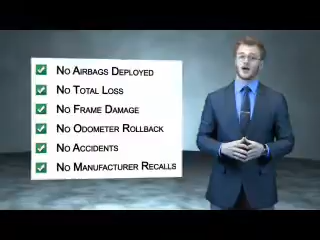 No Airbags Deployed
No Total Loss
No Frame Damage
No Odometer Rollback
No Accidents
No Manufacturer Recalls